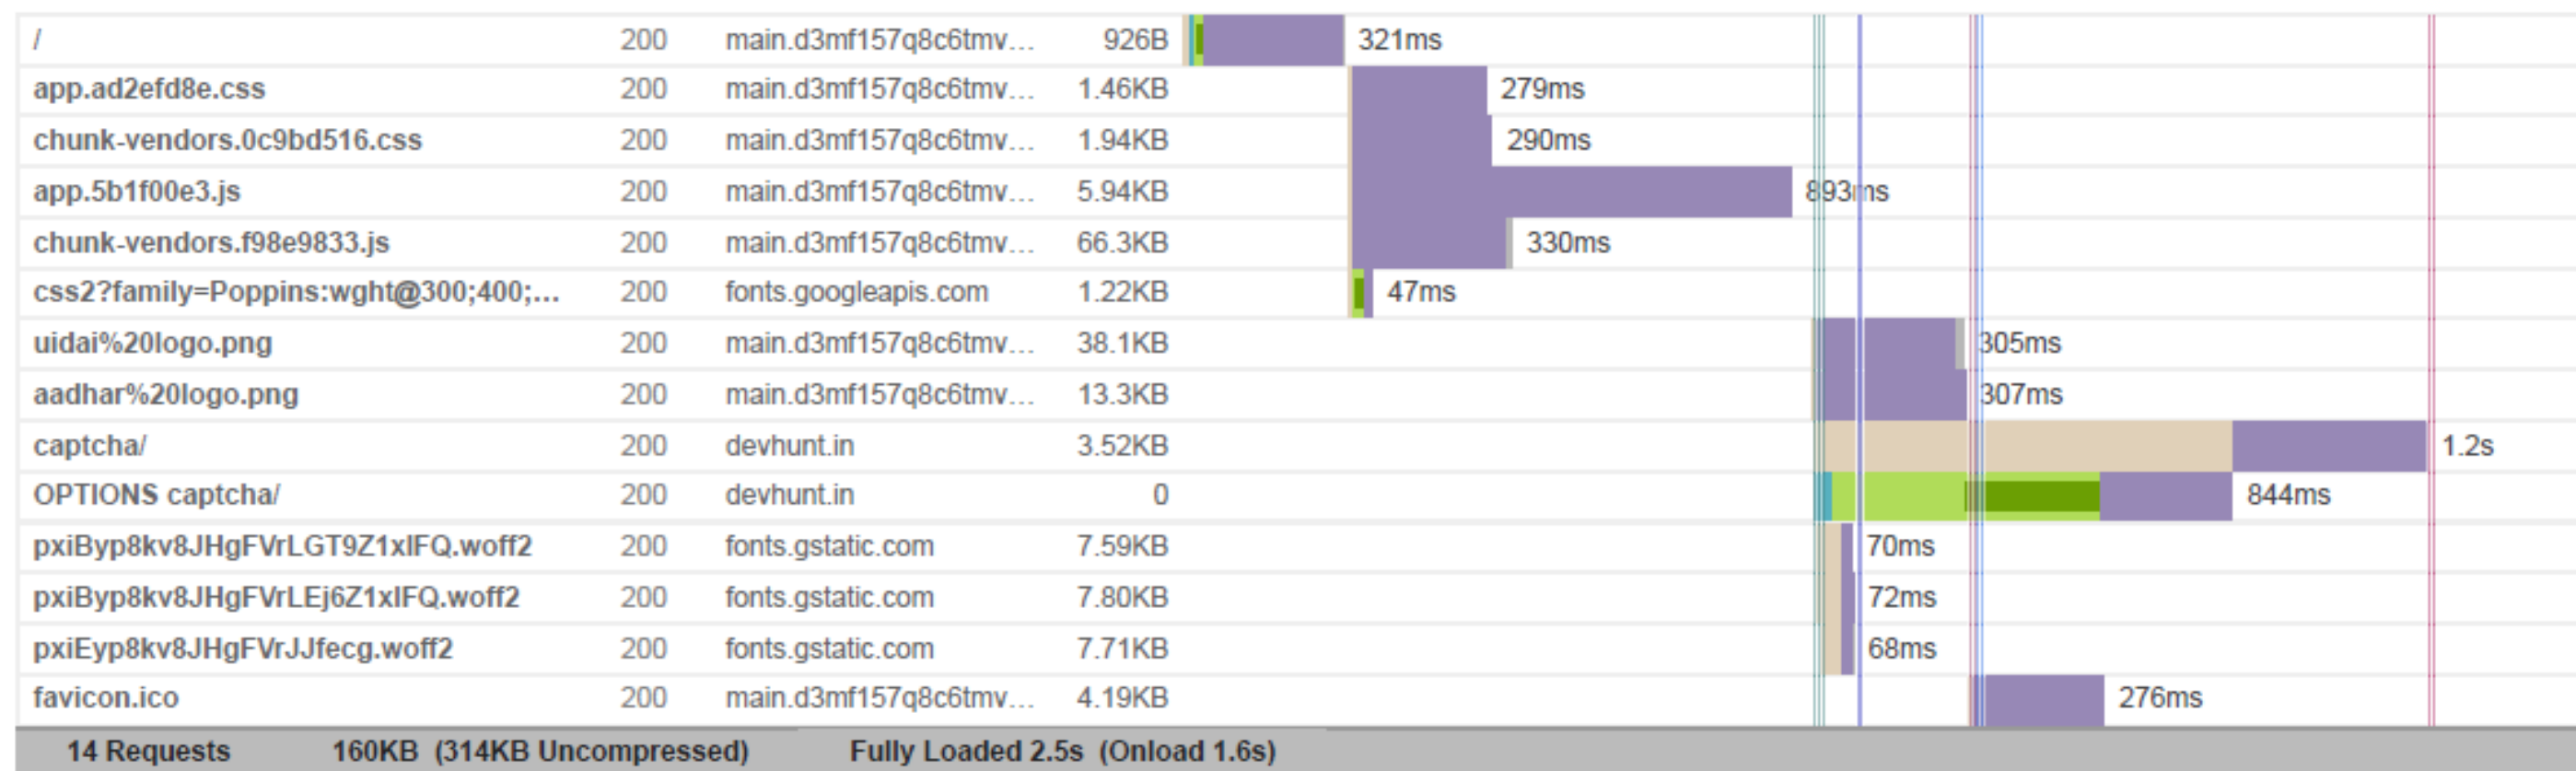 / 200 main.d3mf157q8c6tmv... 926B 321ms
app.ad2efd8e.css 200 main.d3mf157q8c6tmv... 1.46KB 279ms
chunk-vendors.0c9bd516.css 200 main.d3mf157q8c6tmv... 1.94KB 290ms
app.5b1f00e3.js 200 main.d3mf157q8c6tmv... 5.94KB 893ms
chunk-vendors.f98e9833.js 200 main.d3mf157q8c6tmv... 66.3KB 330ms
css2?family=Poppins:wght@300;400;... 200 fonts.googleapis.com 1.22KB 47ms
uidai%20logo.png 200 main.d3mf157q8c6tmv... 38.1KB 305ms
aadhar%20logo.png 200 main.d3mf157q8c6tmv... 13.3KB 307ms
captcha/ 200 devhunt.in 3.52KB 1.2s
OPTIONS captcha/ 200 devhunt.in 0 844ms
pxiByp8kv8JHgFVrLGT9Z1xlFQ.woff2 200 fonts.gstatic.com 7.59KB 70ms
pxiByp8kv8JHgFVrLEj6Z1xlFQ.woff2 200 fonts.gstatic.com 7.80KB 72ms
pxiEyp8kv8JHgFVrJJfecg.woff2 200 fonts.gstatic.com 7.71KB 68ms
favicon.ico 200 main.d3mf157q8c6tmv... 4.19KB 276ms
14 Requests 160KB (314KB Uncompressed) Fully Loaded 2.5s (Onload 1.6s)